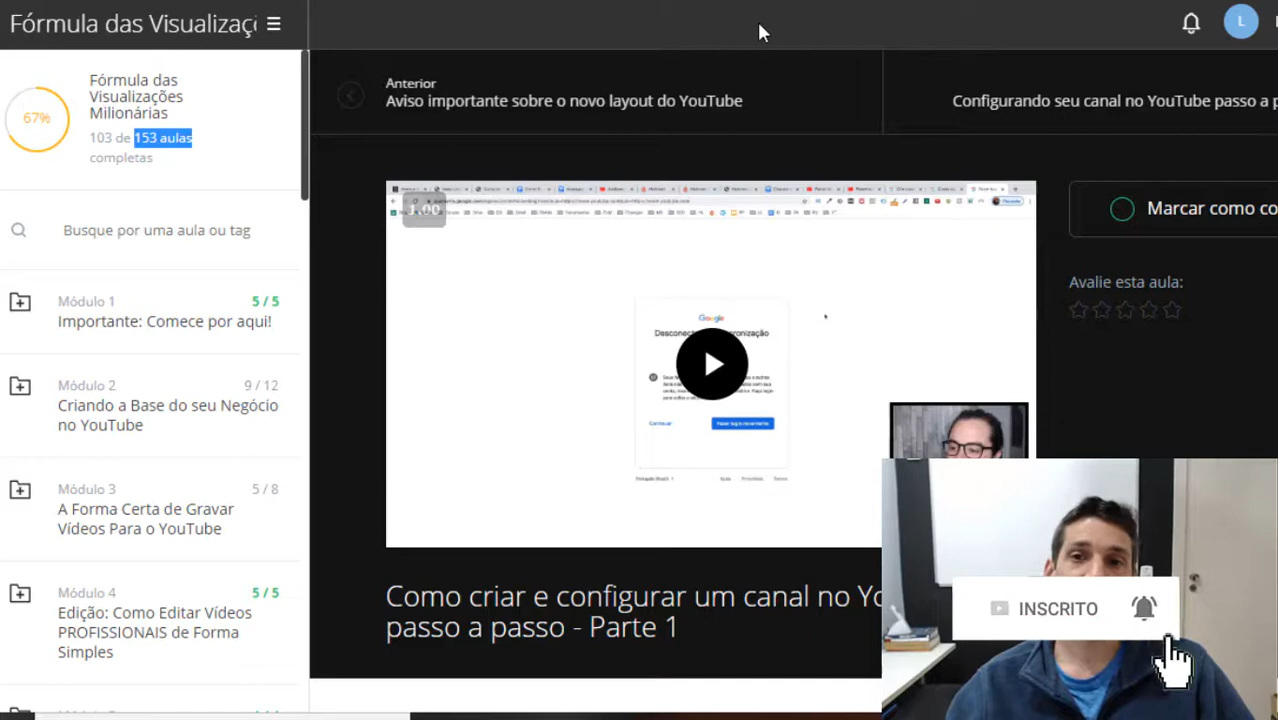 Fórmula das Visualizaçõ
L
67%
Fórmula das
Visualizações
Milionárias
103 de 153 aulas
completas
Busque por uma aula ou tag
Módulo 1
5 / 5
Importante: Comece por aqui!
Módulo 2
9 / 12
Criando a Base do seu Negócio
no YouTube
Módulo 3
5 / 8
A Forma Certa de Gravar
Vídeos Para o YouTube
Módulo 4
5 / 5
Edição: Como Editar Vídeos
PROFISSIONAIS de Forma
Simples
Anterior
Aviso importante sobre o novo layout do YouTube
Configurando seu canal no YouTube passo a p
1.00
Google
Continuar
Marcar como co
Avalie esta aula:
Como criar e configurar um canal no Yo
passo a passo - Parte 1
INSCRITO